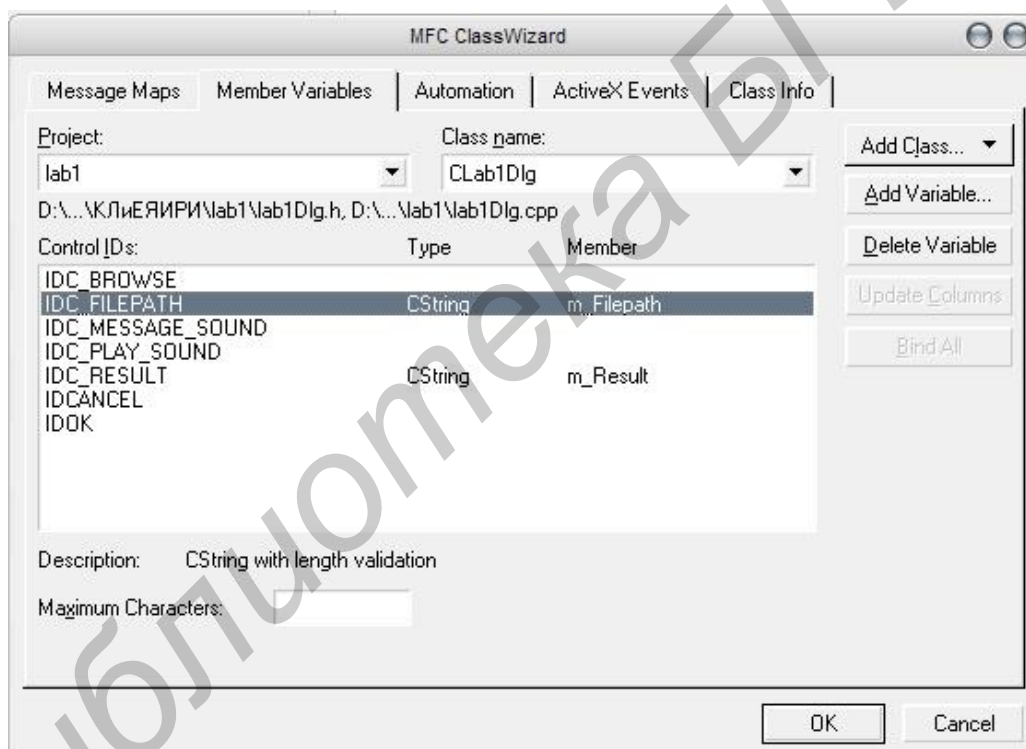 MFC ClassWizard
Message Maps Member Variables Automation ActiveX Events Class Info
Project: Class name:
lab1 CLab1Dlg
Add Class...
D:\...\КЛиЕЯИРИ\lab1\lab1Dlg.h, D:\...\lab1\lab1Dlg.cpp
Add Variable...
Control IDs: Type Member
Delete Variable
IDC_BROWSE
IDC_FILEPATH CString m_Filepath
Update Columns
IDC_MESSAGE_SOUND
IDC_PLAY_SOUND
Bind All
IDC_RESULT CString m_Result
IDCANCEL
IDOK
Description: CString with length validation
Maximum Characters:
OK Cancel